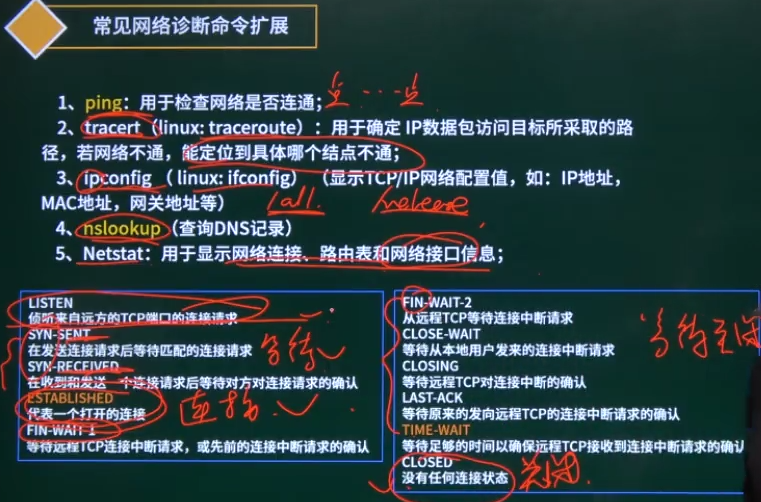 常见网络诊断命令扩展
1、ping：用于检查网络是否连通；
2、tracert（linux: traceroute）：用于确定 IP数据包访问目标所采取的路
径，若网络不通，能定位到具体哪个结点不通；
3、ipconfig（linux: ifconfig）（显示TCP/IP网络配置值，如：IP地址，
MAC地址，网关地址等）
/all
4、nslookup（查询DNS记录）
5、Netstat：用于显示网络连接、路由表和网络接口信息；
LISTEN
侦听来自远方的TCP端口的连接请求
SYN-SENT
在发送连接请求后等待匹配的连接请求
等待
SYN-RECEIVED
在收到和发送一个连接请求后等待对方对连接请求的确认
ESTABLISHED
代表一个打开的连接
连接
FIN-WAIT-1
等待远程TCP连接中断请求，或先前的连接中断请求的确认
FIN-WAIT-2
从远程TCP等待连接中断请求
CLOSE-WAIT
等待从本地用户发来的连接中断请求
CLOSING
等待远程TCP对连接中断的确认
LAST-ACK
等待原来的发向远程TCP的连接中断请求的确认
TIME-WAIT
等待足够的时间以确保远程TCP接收到连接中断请求的确认
CLOSED
没有任何连接状态
关闭